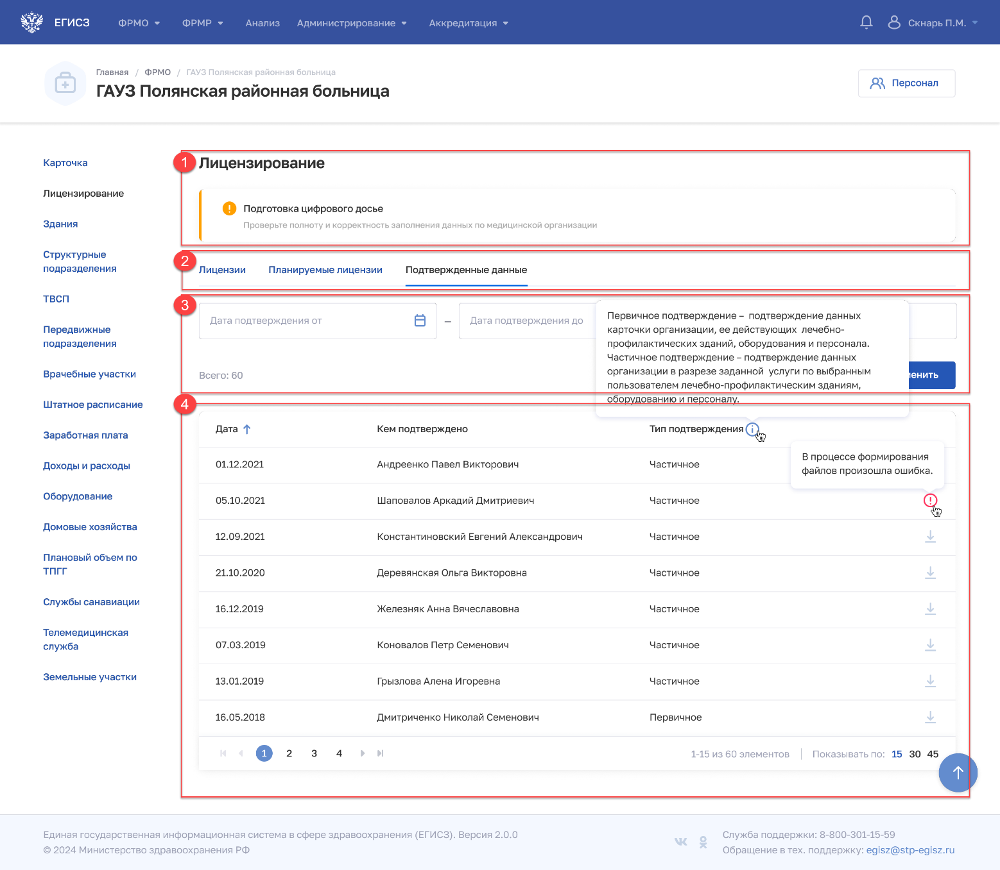 ЕГИСЗ
ФРМО
ФРМР
Анализ
Администрирование
Аккредитация
Скнарь П.М.
Главная / ФРМО / ГАУЗ Полянская районная больница
ГАУЗ Полянская районная больница
Персонал
Карточка
Лицензирование
Здания
Структурные
подразделения
ТВСП
Передвижные
подразделения
Врачебные участки
Штатное расписание
Заработная плата
Доходы и расходы
Оборудование
Домовые хозяйства
Плановый объем по
ТПГГ
Службы санавиации
Телемедицинская
служба
Земельные участки
1
Лицензирование
Подготовка цифрового досье
Проверьте полноту и корректность заполнения данных по медицинской организации
2
Лицензии
Планируемые лицензии
Подтвержденные данные
3
Дата подтверждения от
–
Дата подтверждения до
Первичное подтверждение – подтверждение данных
карточки организации, ее действующих лечебно-
профилактических зданий, оборудования и персонала.
Частичное подтверждение – подтверждение данных
организации в разрезе заданной услуги по выбранным
пользователем лечебно-профилактическим зданиям,
оборудованию и персоналу.
Всего: 60
4
Дата
Кем подтверждено
Тип подтверждения
В процессе формирования
файлов произошла ошибка.
01.12.2021 Андреенко Павел Викторович Частичное
05.10.2021 Шаповалов Аркадий Дмитриевич Частичное
12.09.2021 Константиновский Евгений Александрович Частичное
21.10.2020 Деревянская Ольга Викторовна Частичное
16.12.2019 Железняк Анна Вячеславовна Частичное
07.03.2019 Коновалов Петр Семенович Частичное
13.01.2019 Грызлова Алена Игоревна Частичное
16.05.2018 Дмитриченко Николай Семенович Первичное
1 2 3 4
1-15 из 60 элементов
Показывать по: 15 30 45
Единая государственная информационная система в сфере здравоохранения (ЕГИСЗ). Версия 2.0.0
© 2024 Министерство здравоохранения РФ
Служба поддержки: 8-800-301-15-59
Обращение в тех. поддержку: egisz@stp-egisz.ru